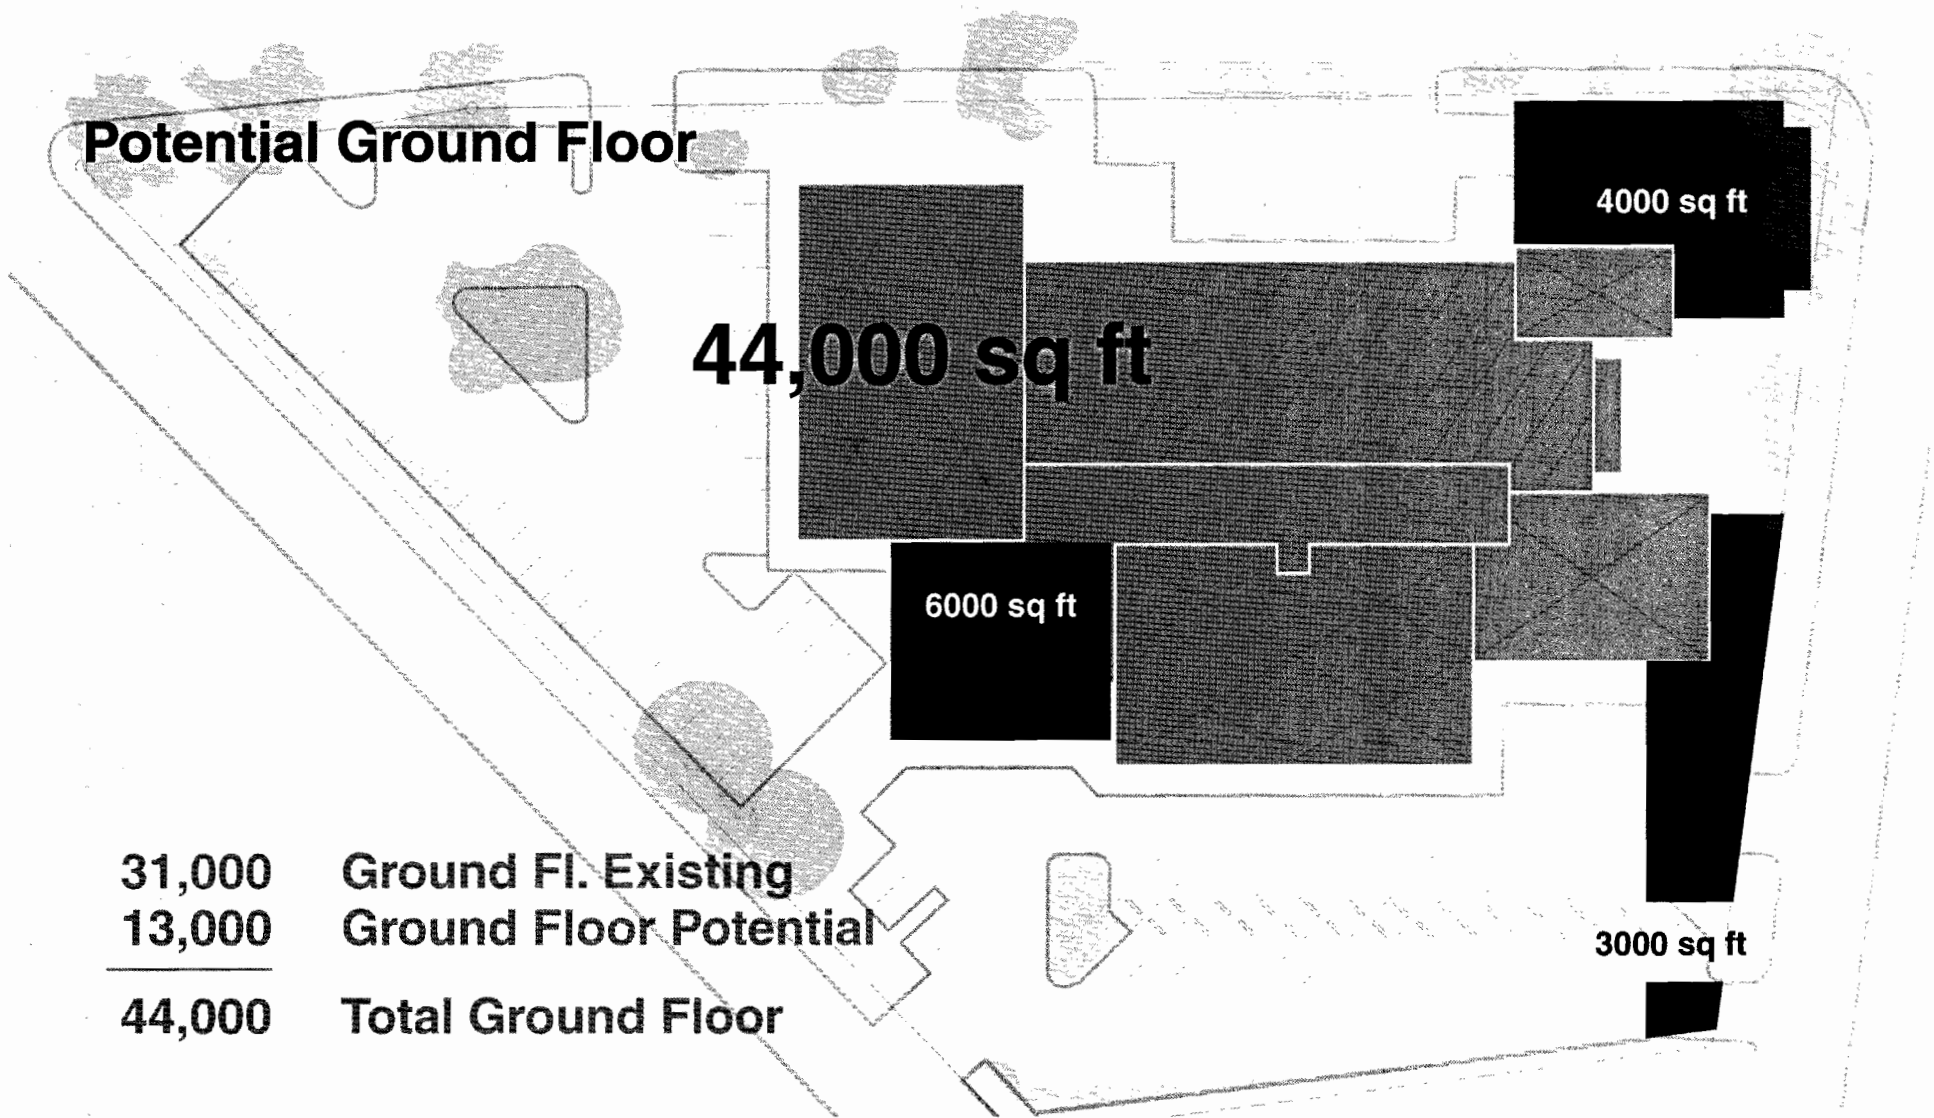 Potential Ground Floor
4000 sq ft
44,000 sq ft
6000 sq ft
31,000 Ground Fl. Existing
13,000 Ground Floor Potential
3000 sq ft
44,000 Total Ground Floor